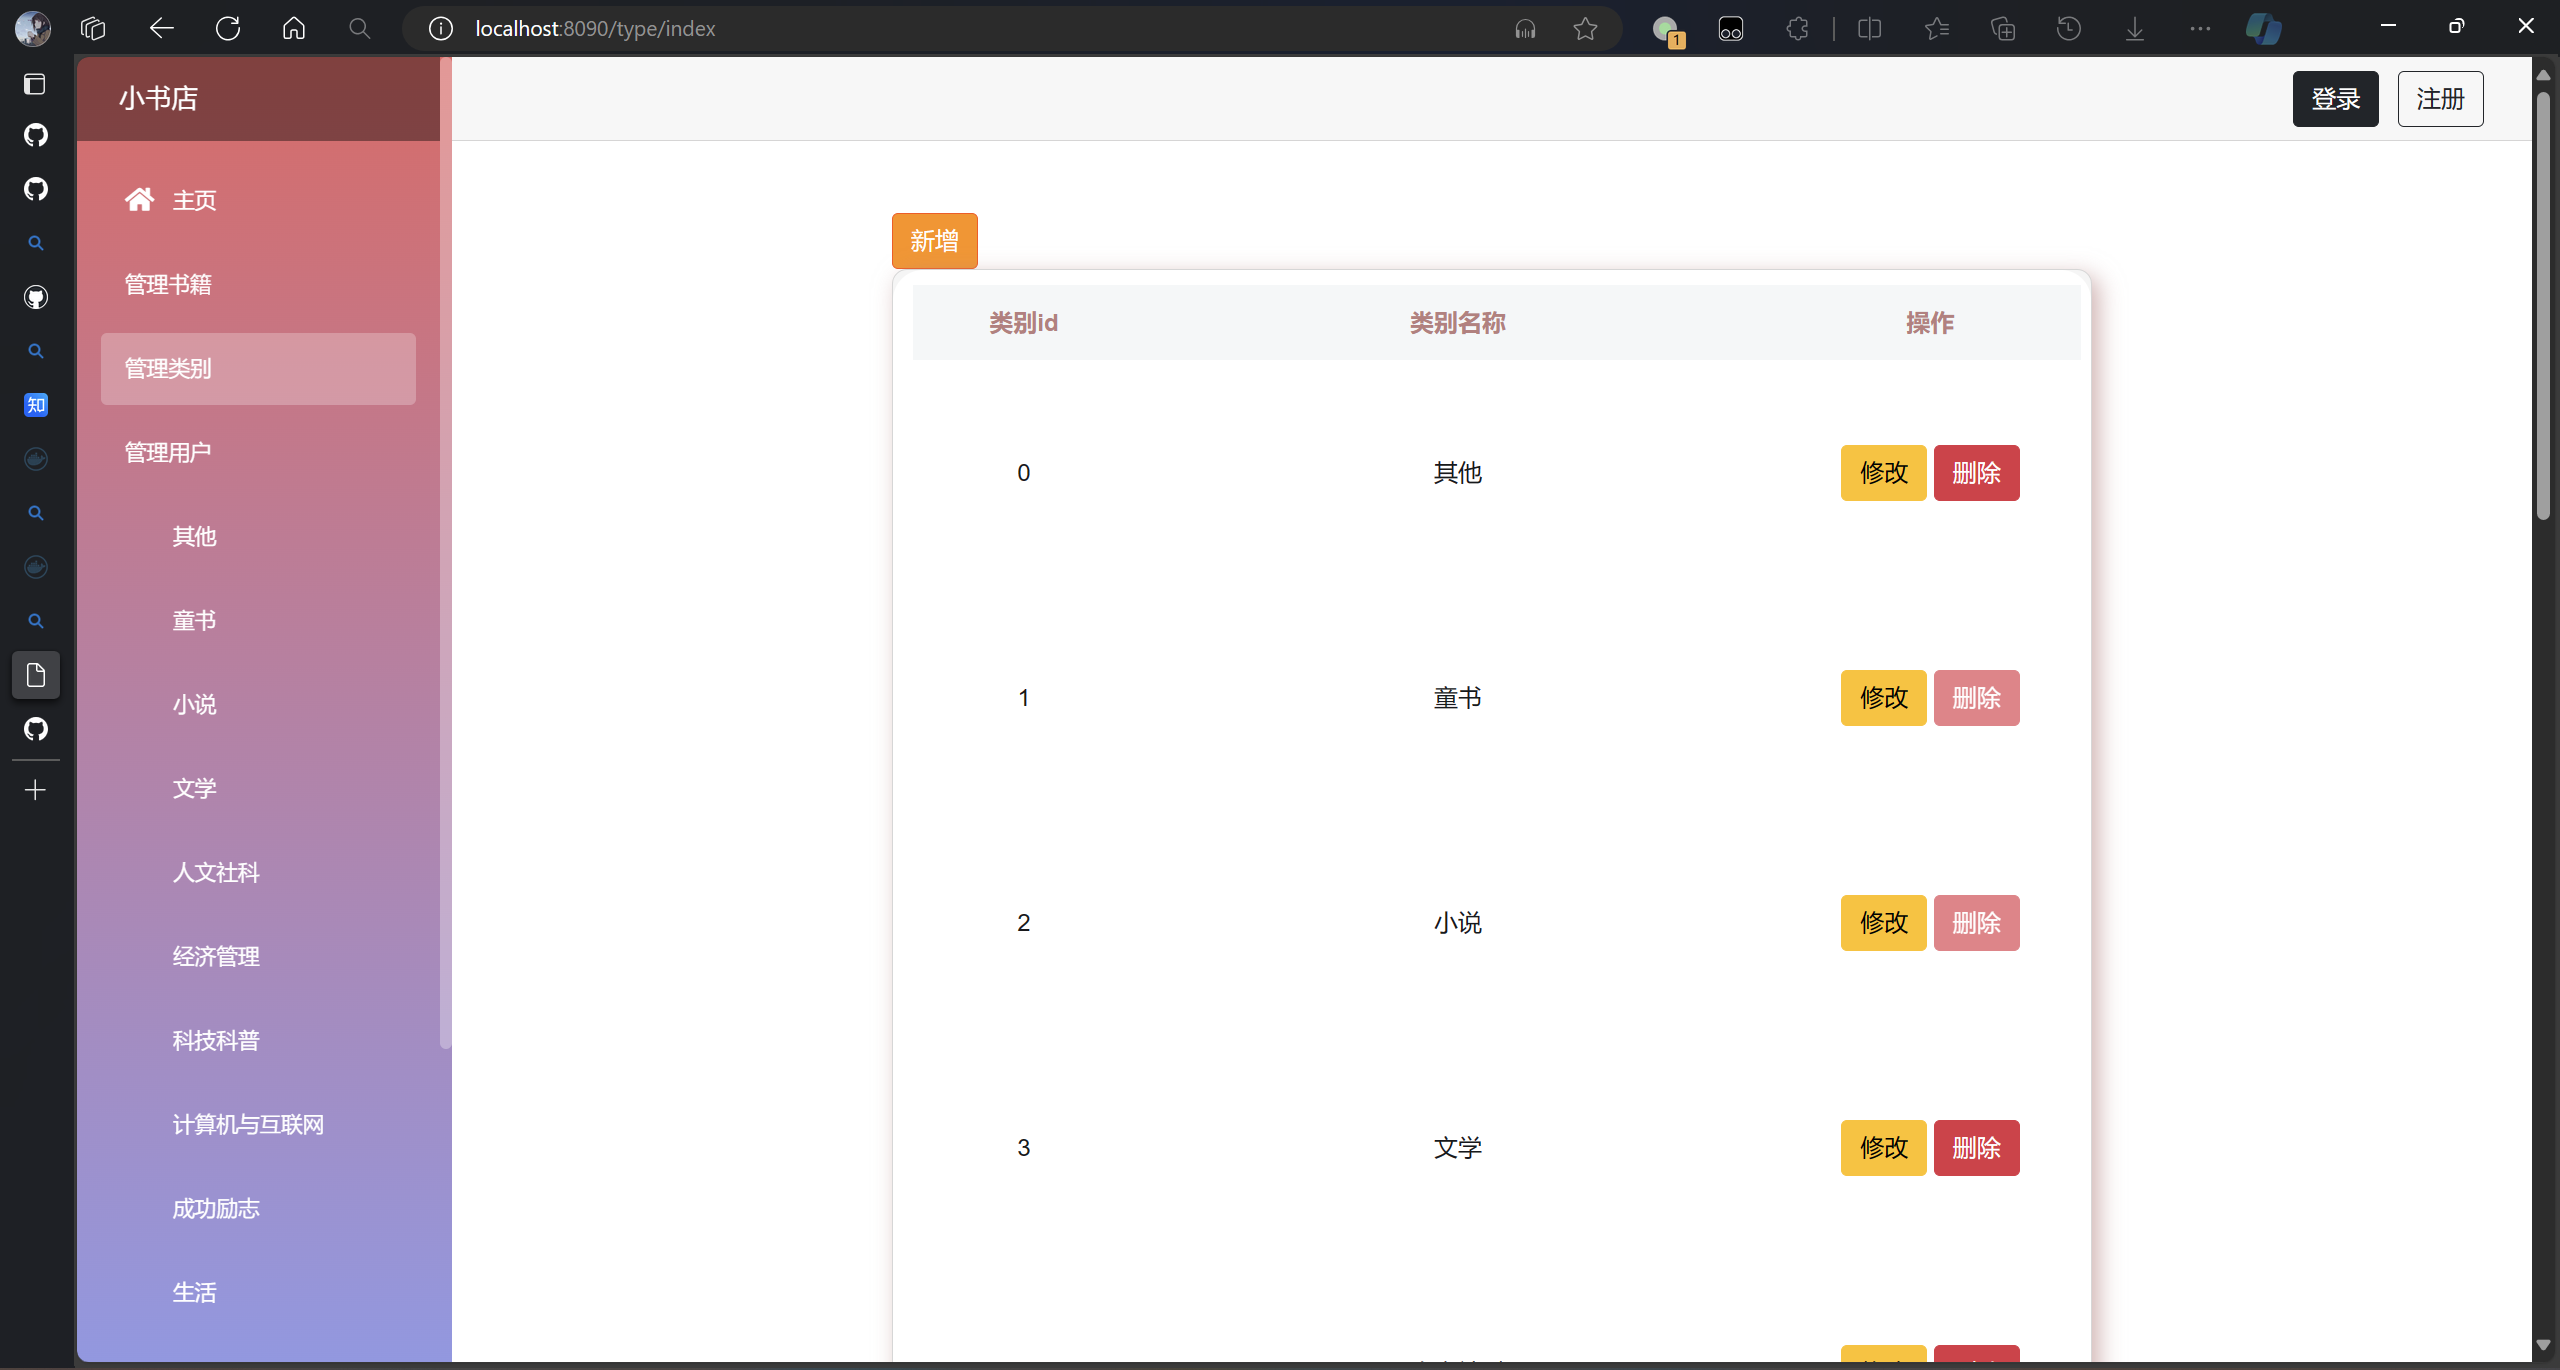 localhost:8090/type/index
1
知
小书店
登录 注册
主页
管理书籍
管理类别
管理用户
其他
童书
小说
文学
人文社科
经济管理
科技科普
计算机与互联网
成功励志
生活
新增
类别id 类别名称 操作
0 其他 修改 删除
1 童书 修改 删除
2 小说 修改 删除
3 文学 修改 删除